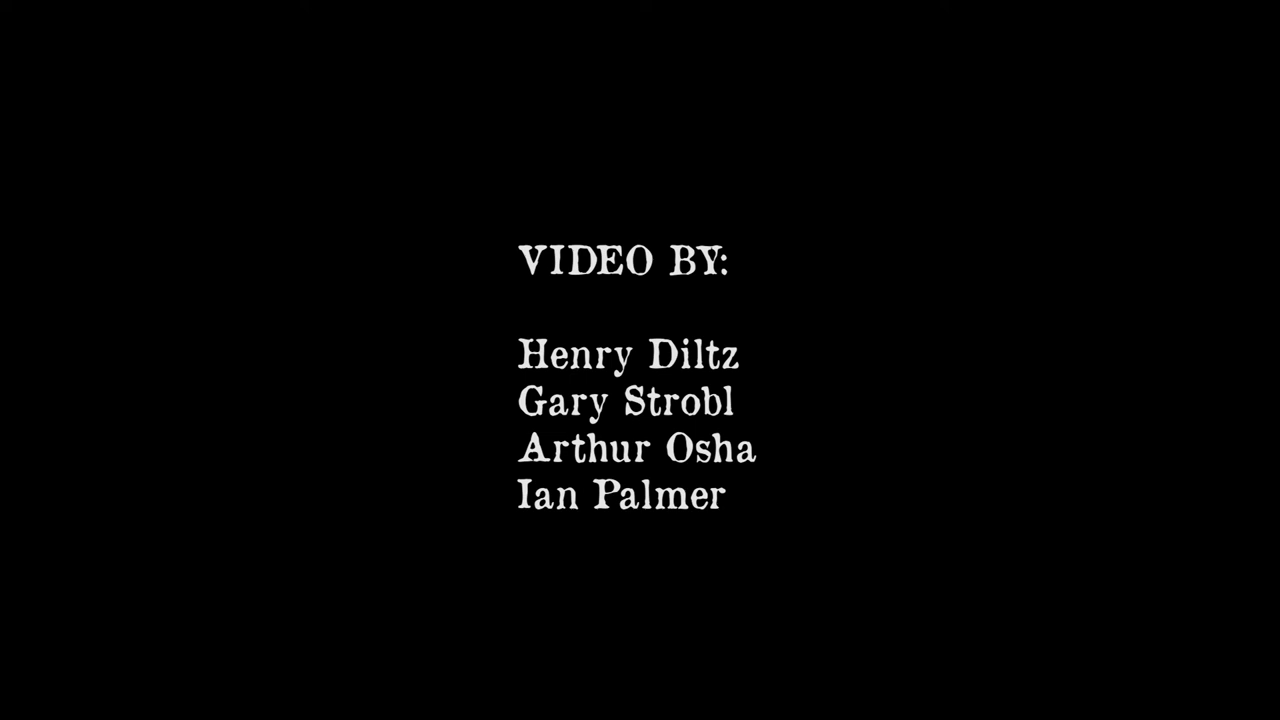 VIDEO BY:
Henry Diltz
Gary Strobl
Arthur Osha
Ian Palmer